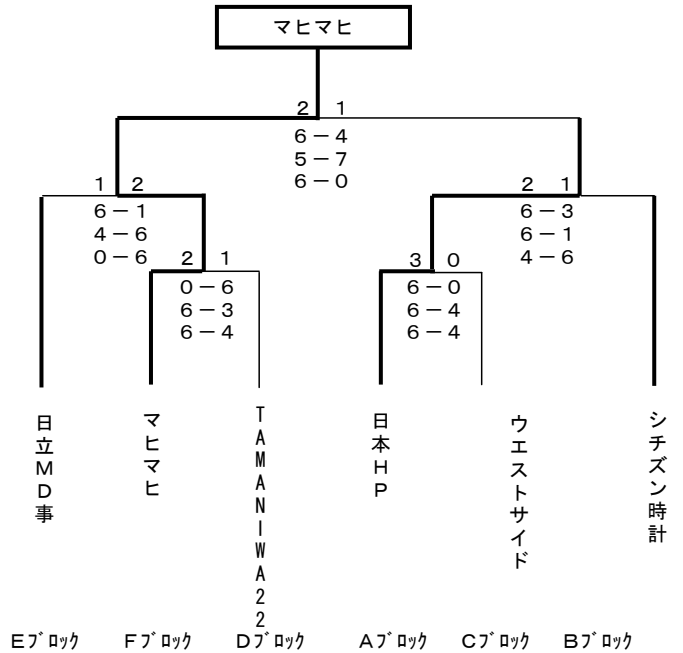 マヒマヒ
２ １
６－４
５－７
６－０
１ ２
６－１
４－６
０－６
２ １
６－３
６－１
４－６
２ １
０－６
６－３
６－４
３ ０
６－０
６－４
６－４
日立ＭＤ事
マヒマヒ
ＴＡＭＡＮＩＷＡ２２
日本ＨＰ
ウエストサイド
シチズン時計
Ｅﾌﾞﾛｯｸ Ｆﾌﾞﾛｯｸ Ｄﾌﾞﾛｯｸ Ａﾌﾞﾛｯｸ Ｃﾌﾞﾛｯｸ Ｂﾌﾞﾛｯｸ